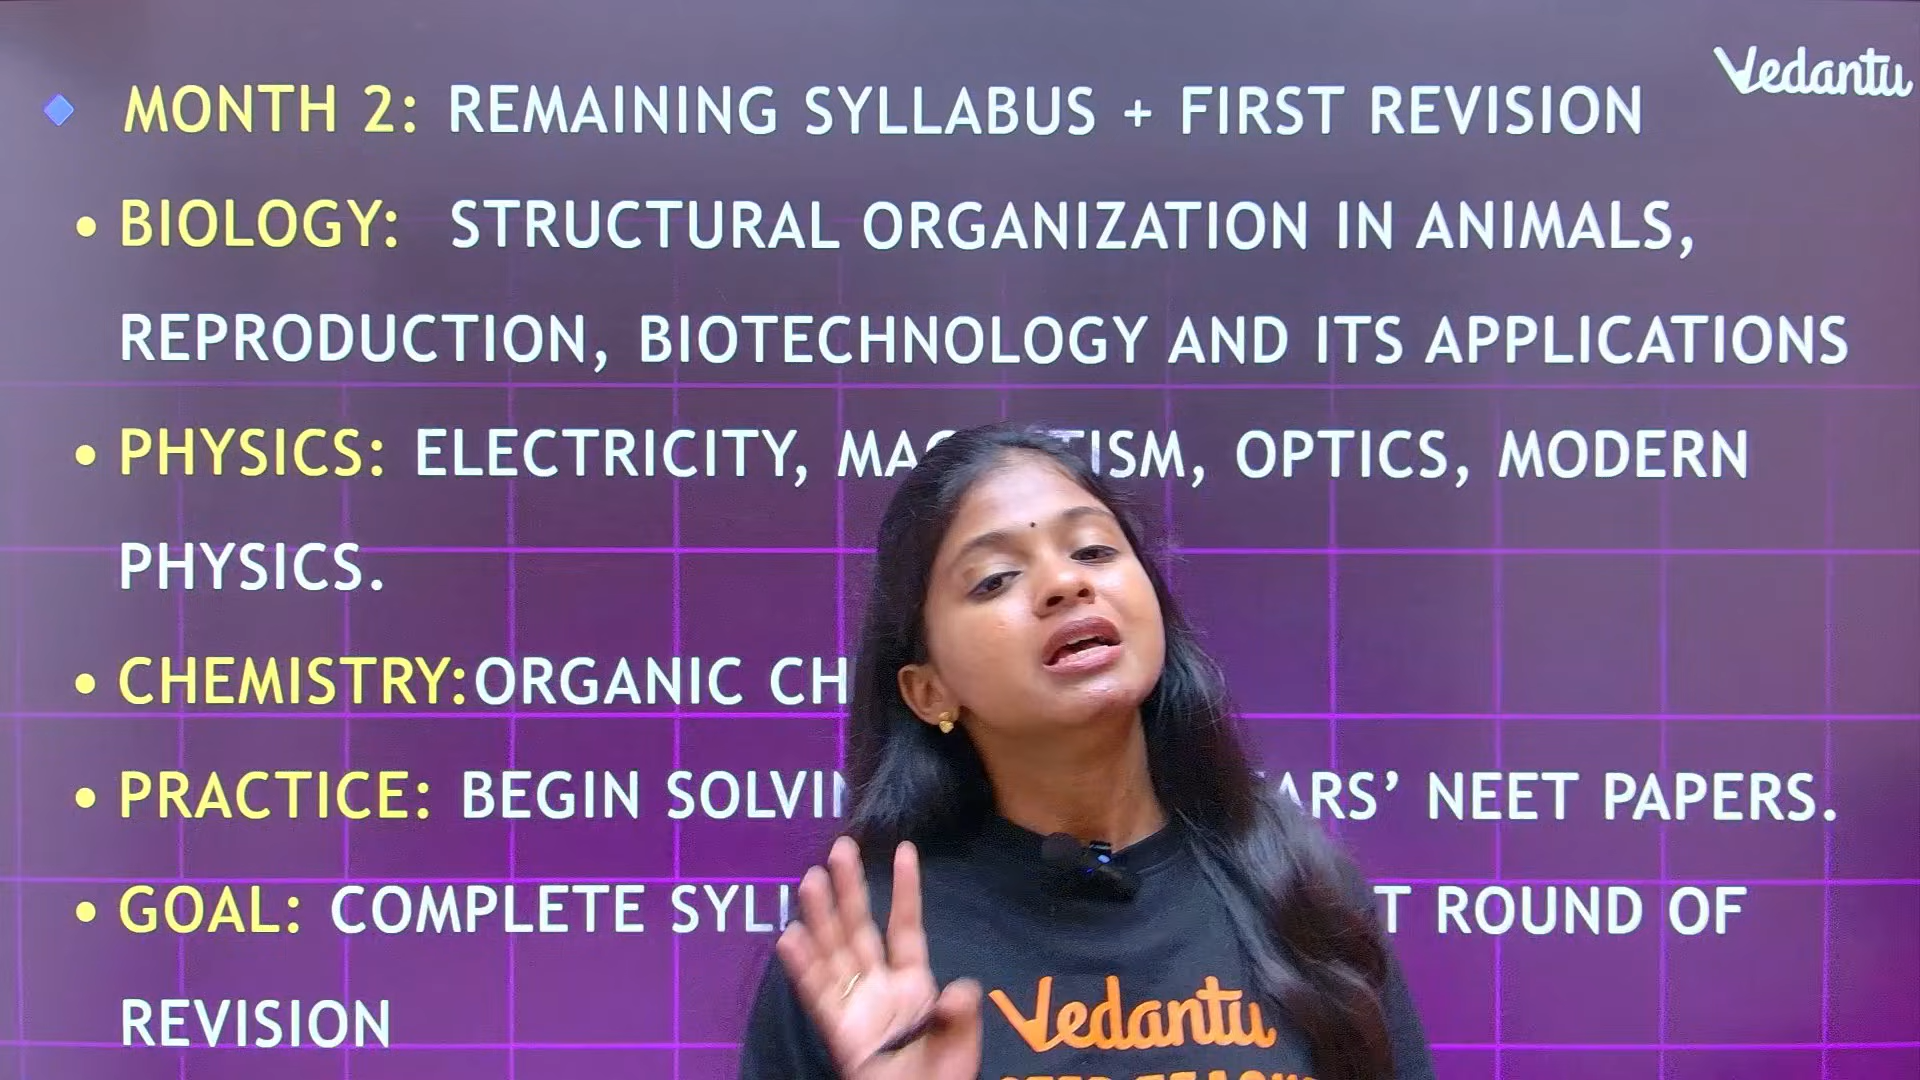 Vedantu
MONTH 2: REMAINING SYLLABUS + FIRST REVISION
• BIOLOGY: STRUCTURAL ORGANIZATION IN ANIMALS,
REPRODUCTION, BIOTECHNOLOGY AND ITS APPLICATIONS
• PHYSICS: ELECTRICITY, OPTICS, MODERN
PHYSICS.
• CHEMISTRY:ORGANIC
• PRACTICE: BEGIN NEET PAPERS.
• GOAL: COMPLETE ROUND OF
REVISION
Vedantu